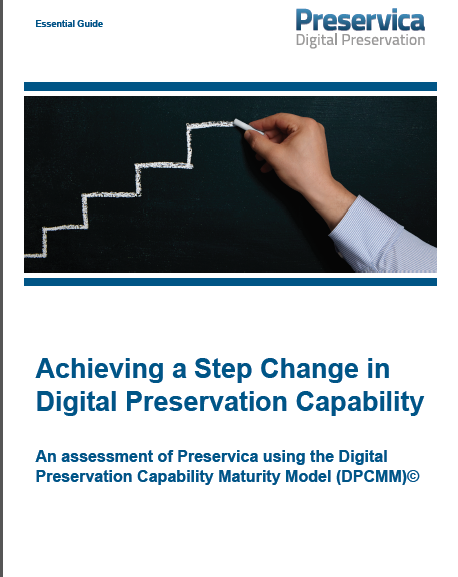 Essential Guide
Preservica
Digital Preservation
Achieving a Step Change in
Digital Preservation Capability
An assessment of Preservica using the Digital
Preservation Capability Maturity Model (DPCMM)©